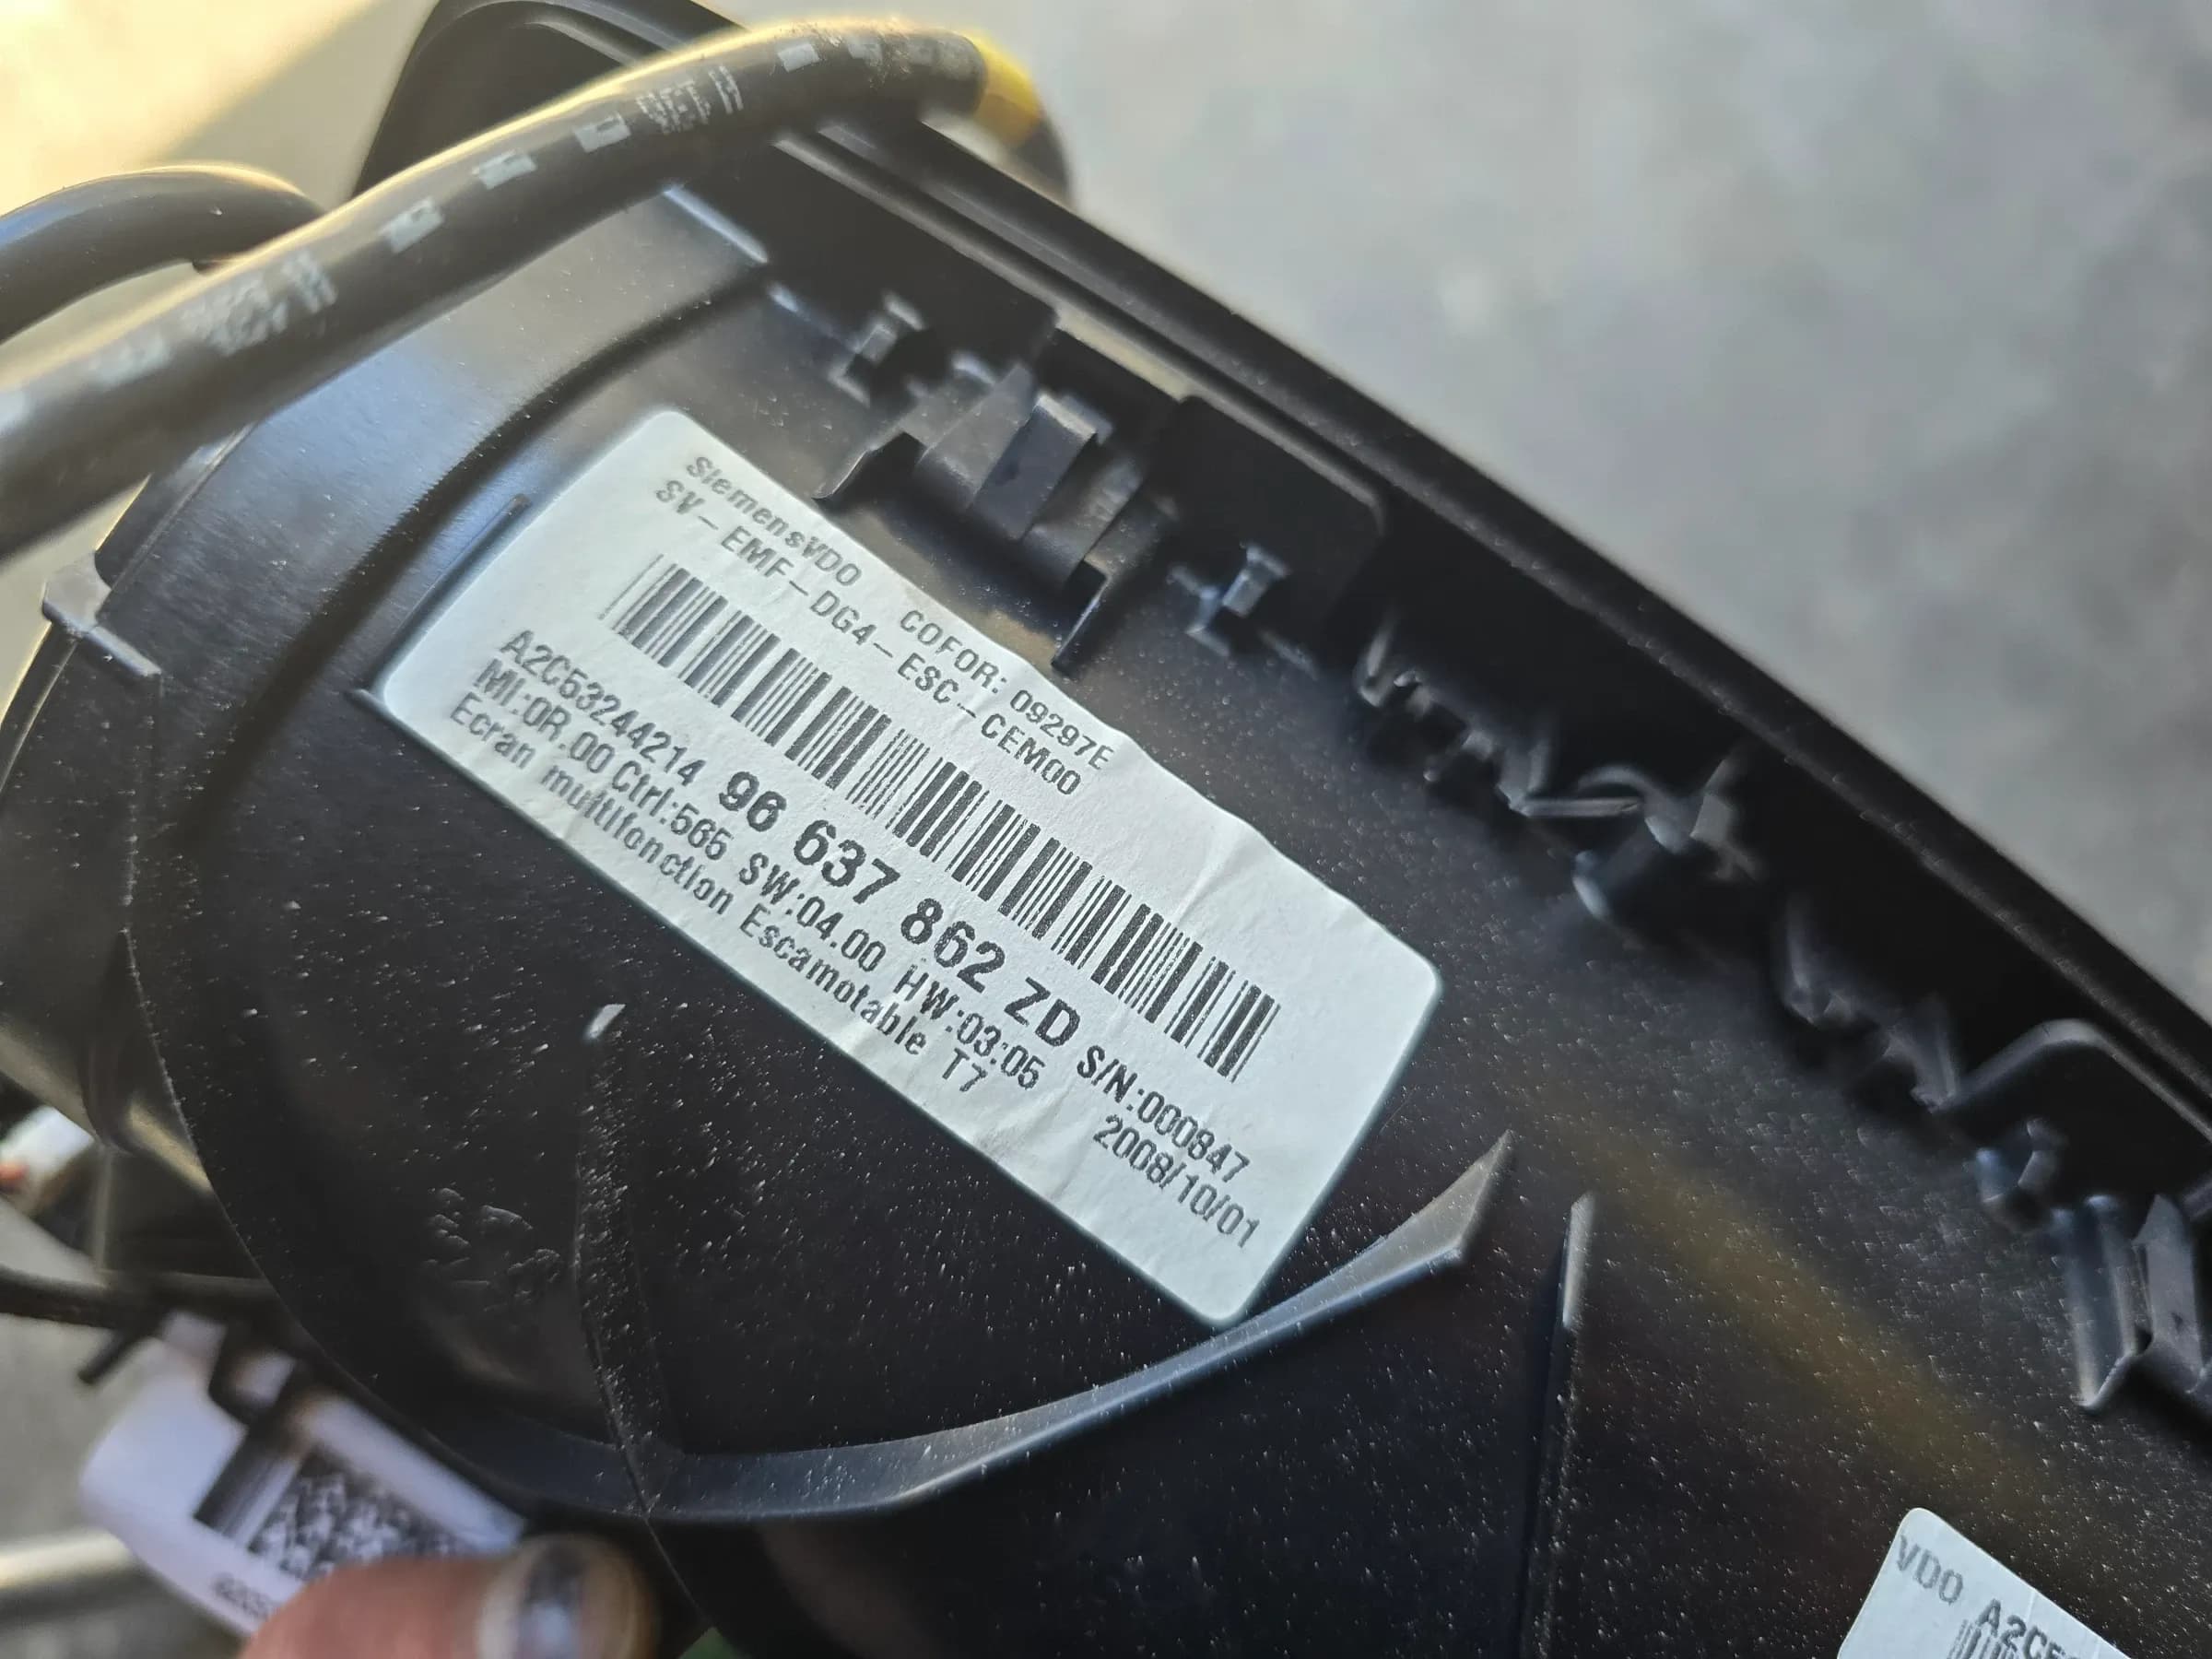 SiemensVDO COFOR: 09297E
SV-EMF-DG4-ESC-CEM00
A2C53244214 96 637 862 ZD S/N:000847
MI:0R.00 Ctrl:565 SW:04.00 HW:03.05 2008/10/01
Ecran multifonction Escamotable T7
VDO